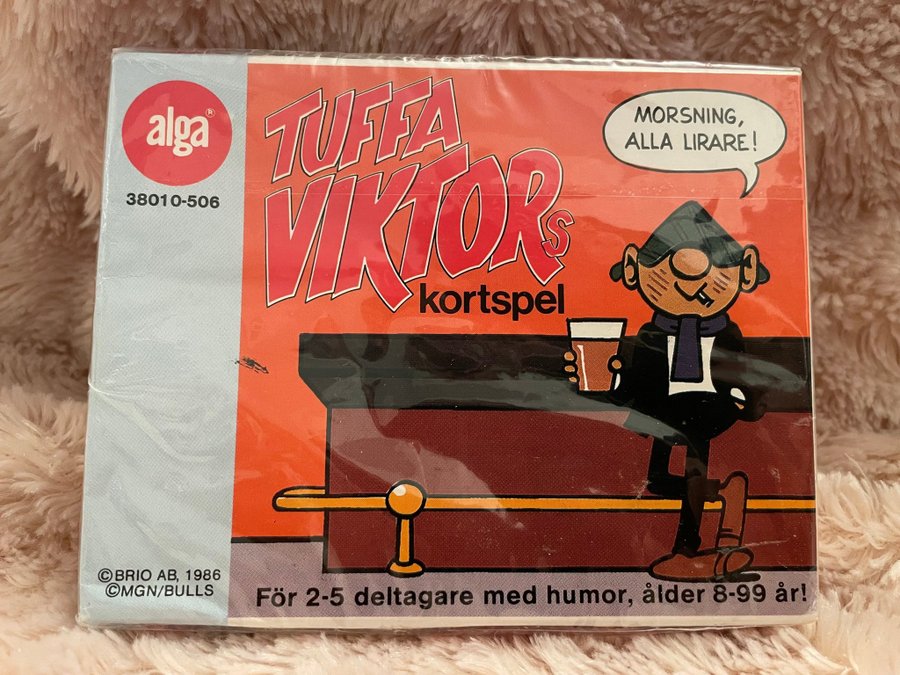 alga®
38010-506
TUFFA
VIKTORs
kortspel
MORSNING,
ALLA LIRARE!
©BRIO AB, 1986
©MGN/BULLS
För 2-5 deltagare med humor, ålder 8-99 år!